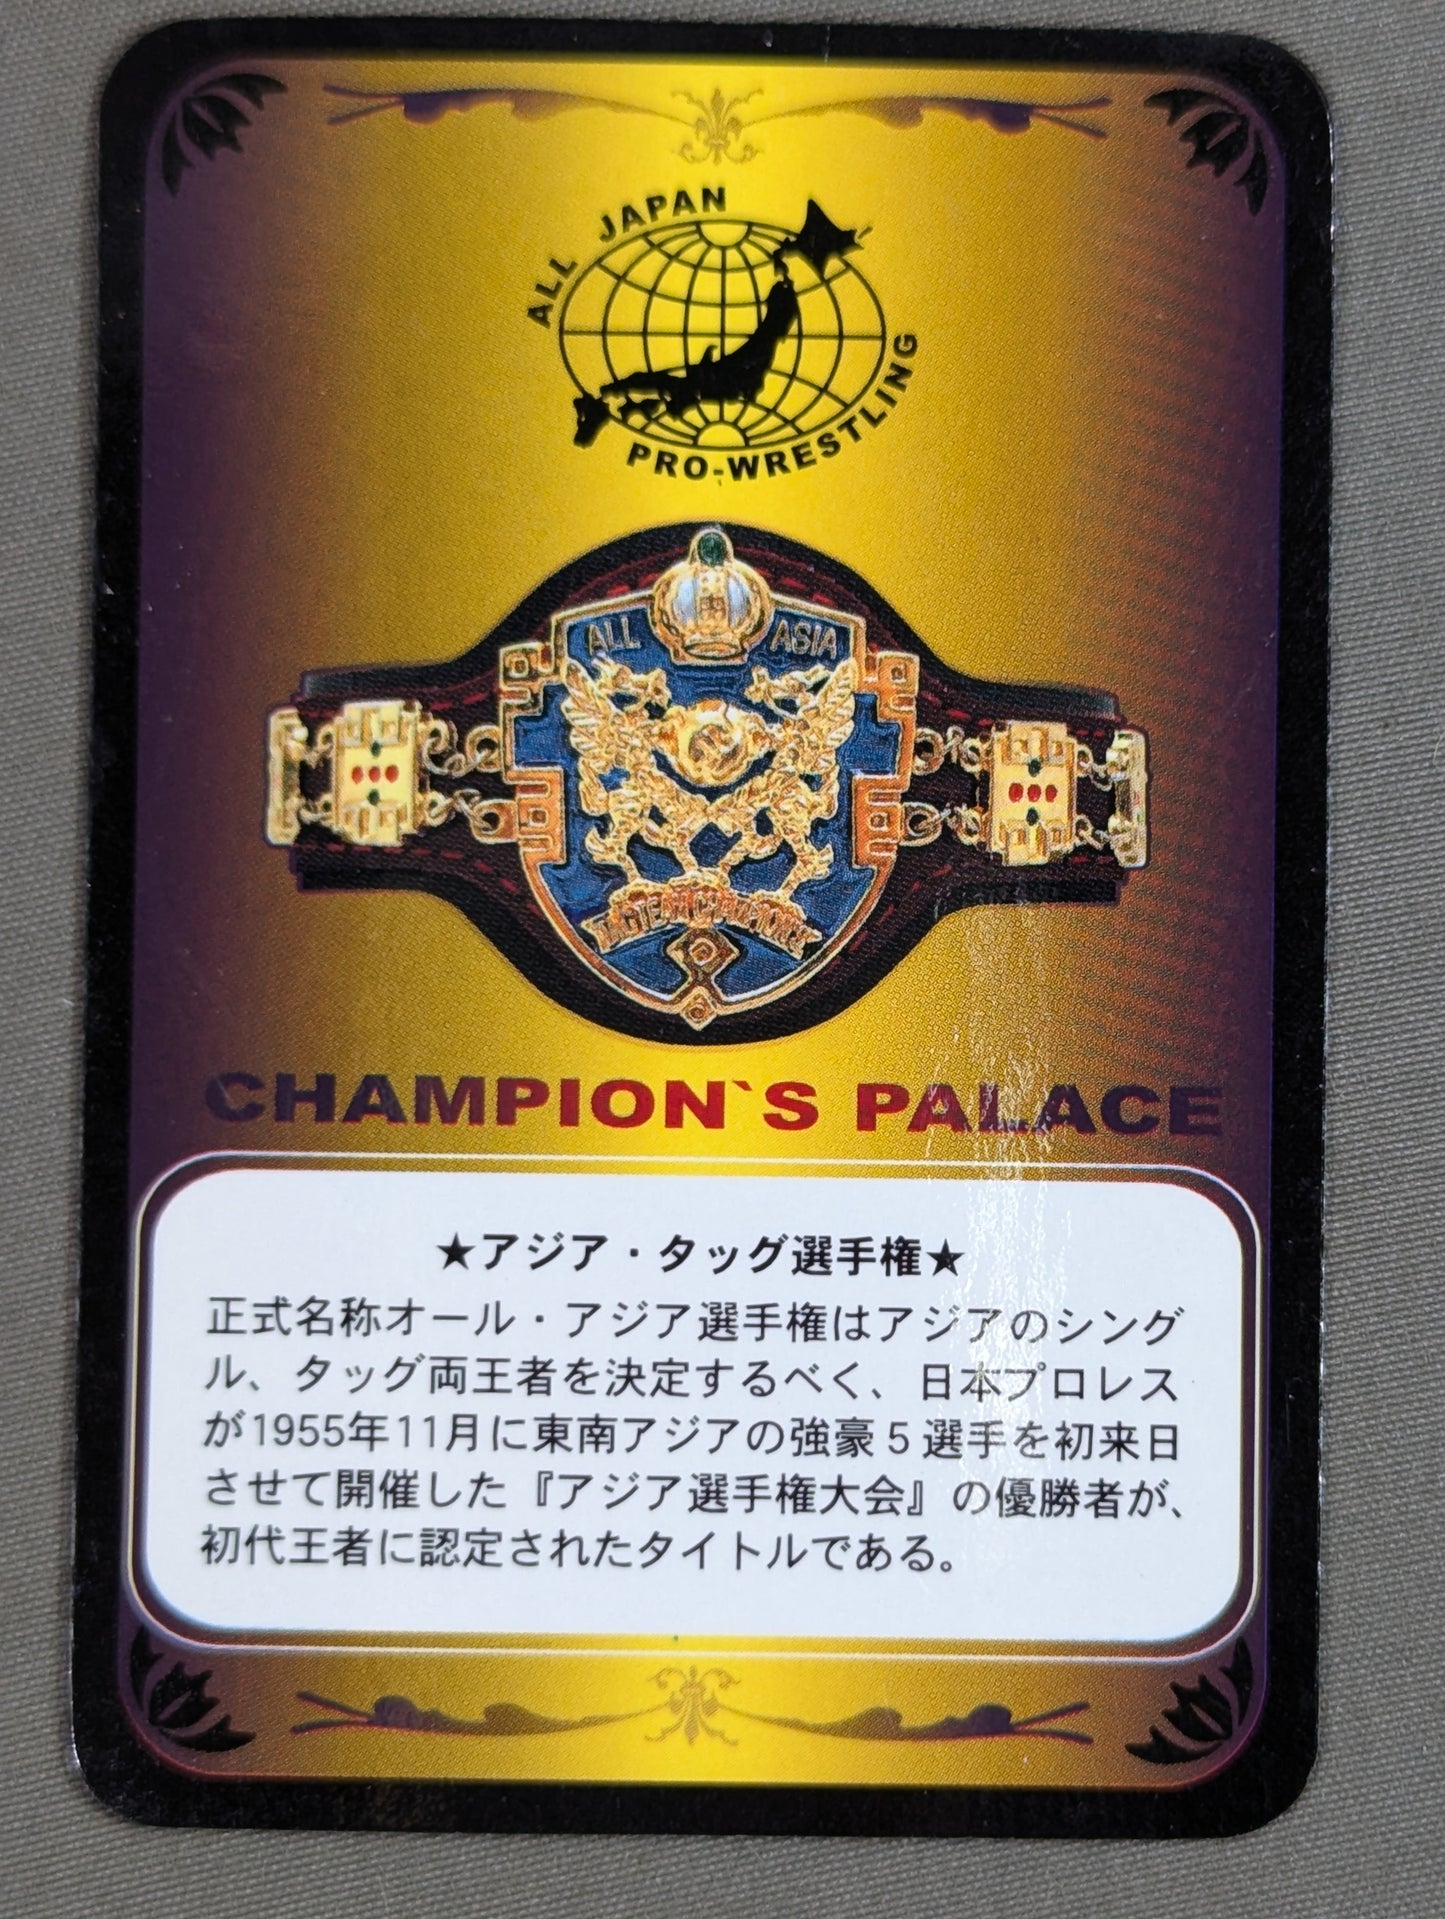 ALL JAPAN
PRO-WRESTLING
ALL ASIA
TAG TEAM CHAMPIONS
CHAMPION`S PALACE
★アジア・タッグ選手権★
正式名称オール・アジア選手権はアジアのシング
ル、タッグ両王者を決定するべく、日本プロレス
が1955年11月に東南アジアの強豪5選手を初来日
させて開催した『アジア選手権大会』の優勝者が、
初代王者に認定されたタイトルである。